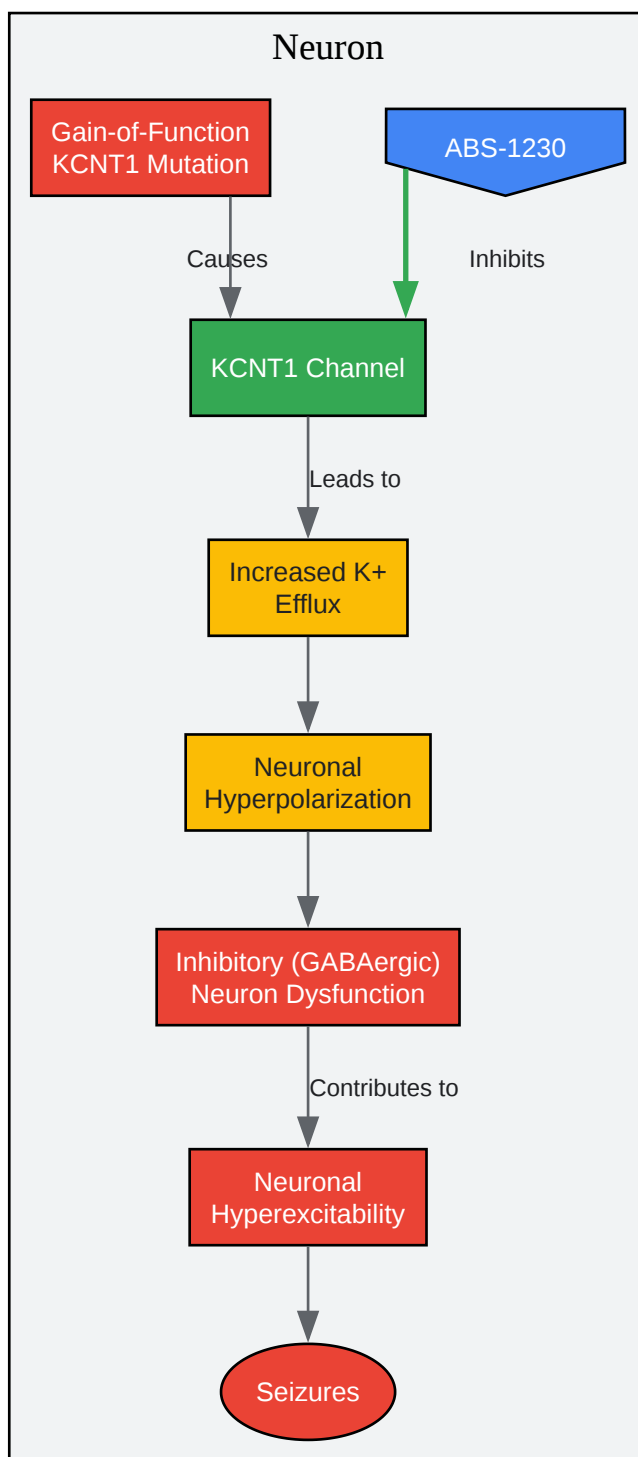 Neuron
Gain-of-Function
KCNT1 Mutation
ABS-1230
Causes
Inhibits
KCNT1 Channel
Leads to
Increased K+
Efflux
Neuronal
Hyperpolarization
Inhibitory (GABAergic)
Neuron Dysfunction
Contributes to
Neuronal
Hyperexcitability
Seizures